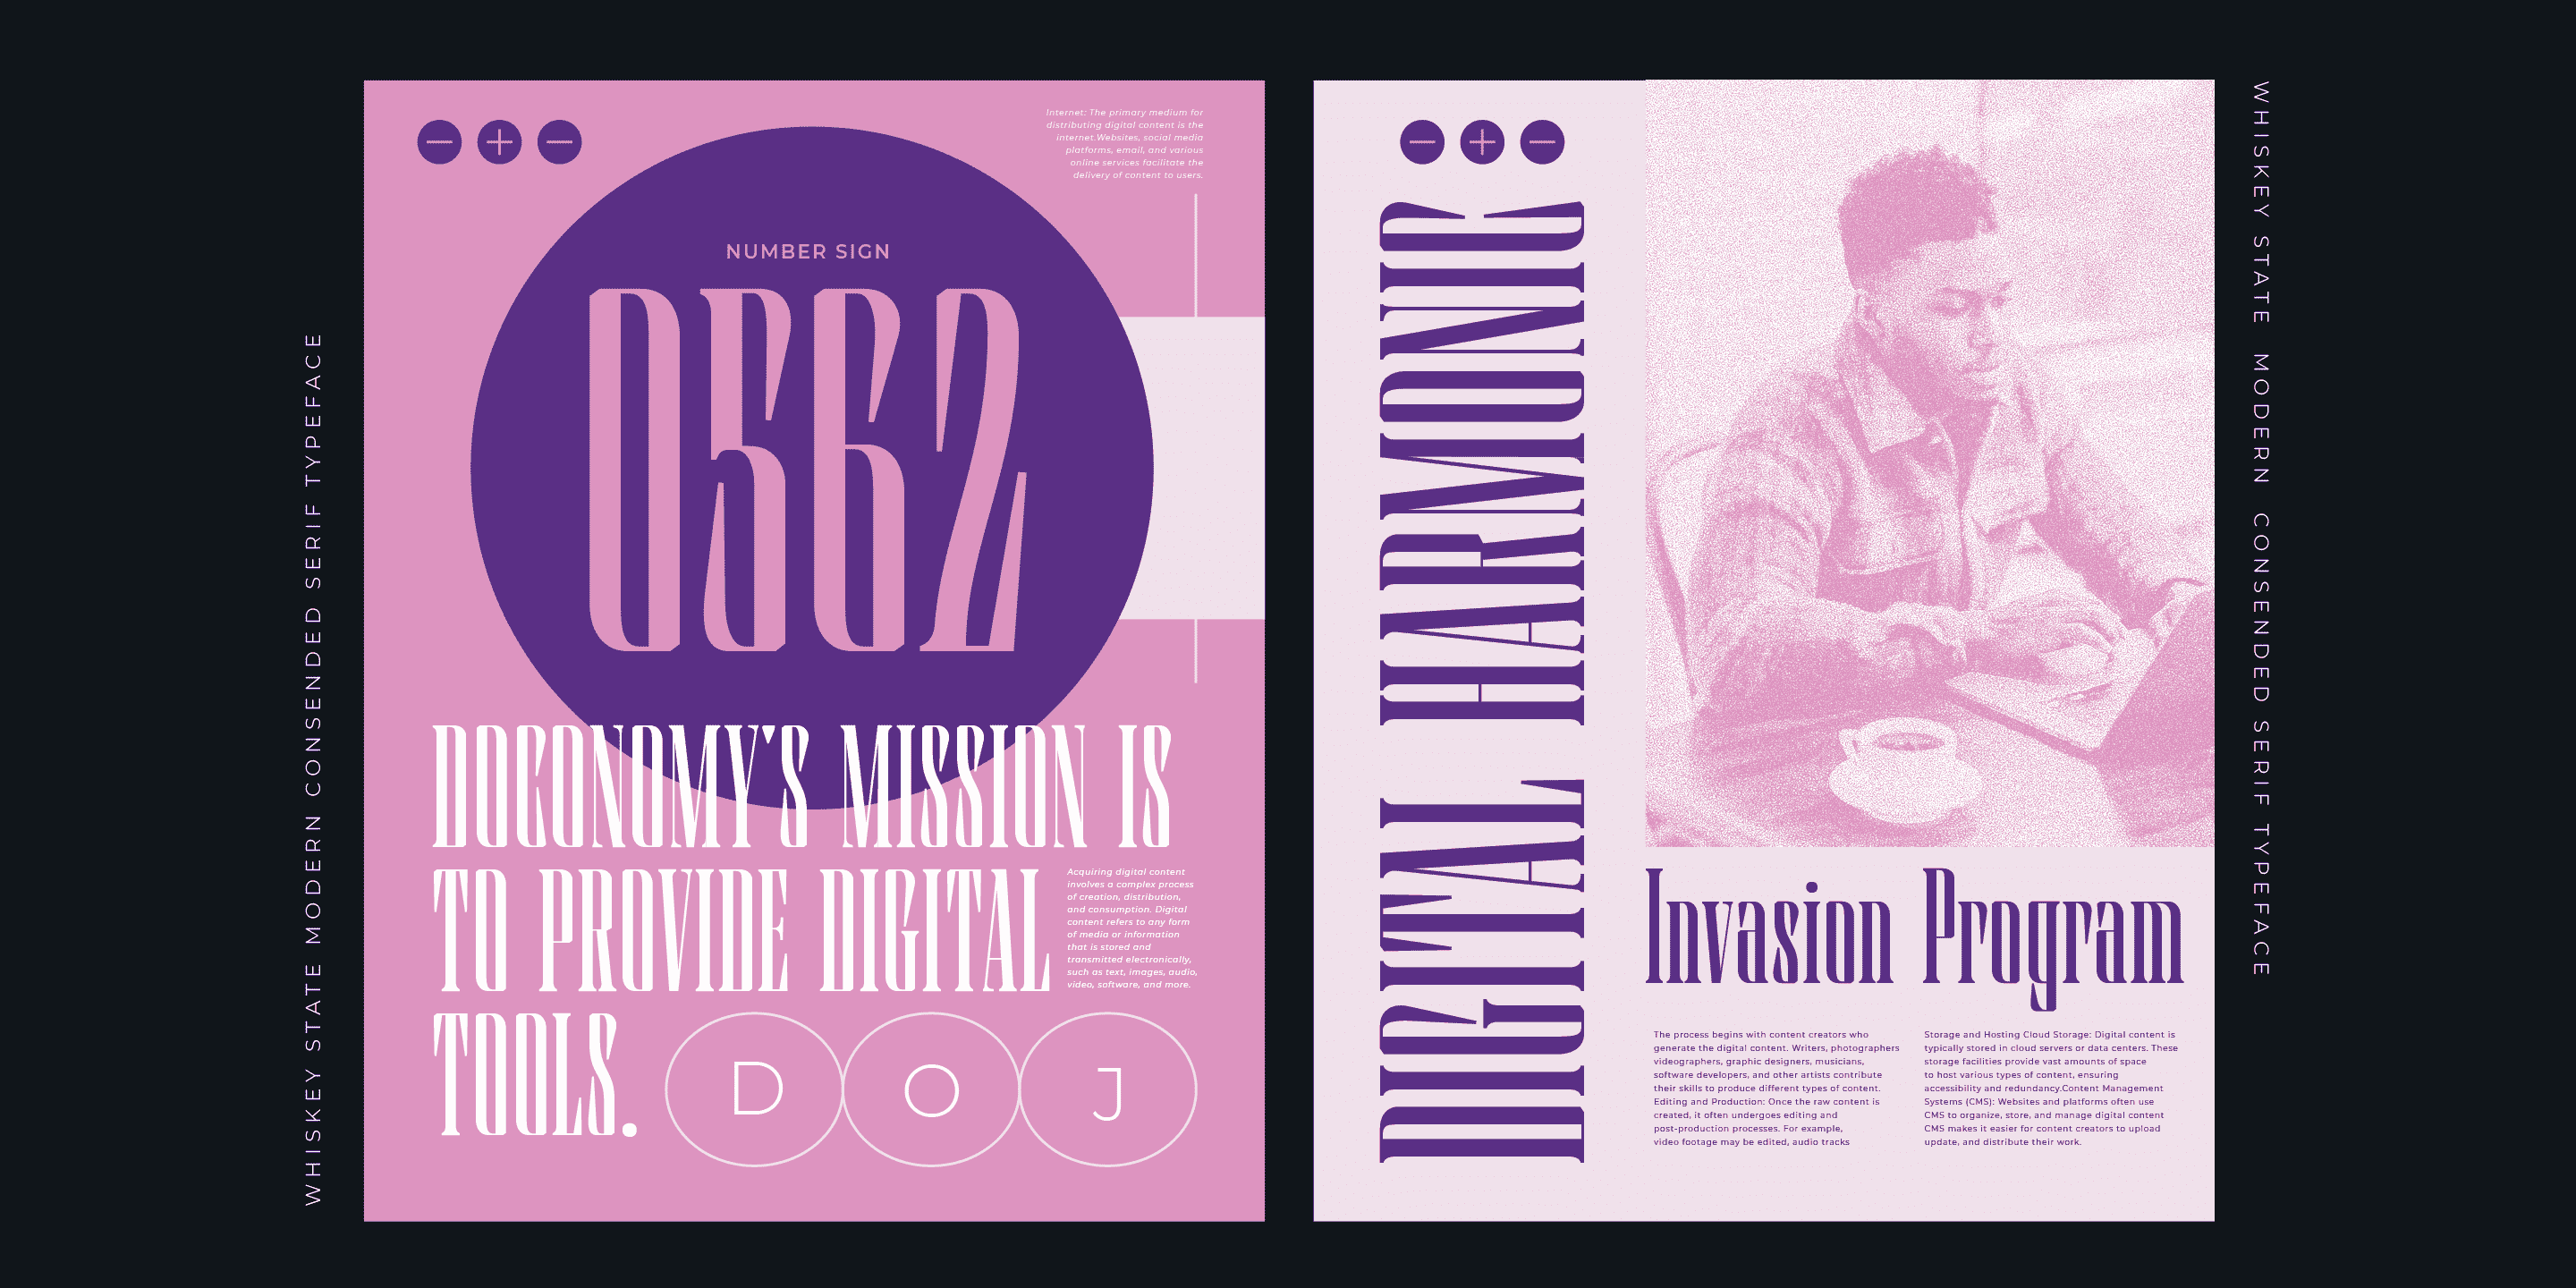 WHISKEY STATE MODERN CONSENDED SERIF TYPEFACE
Internet: The primary medium for
distributing digital content is the
internet.Websites, social media
platforms, email, and various
online services facilitate the
delivery of content to users.
NUMBER SIGN
0562
DOCONOMY'S MISSION IS
TO PROVIDE DIGITAL
TOOLS.
Acquiring digital content
involves a complex process
of creation, distribution,
and consumption. Digital
content refers to any form
of media or information
that is stored and
transmitted electronically,
such as text, images, audio,
video, software, and more.
D O J
DIGITAL HARMONIC
Invasion Program
The process begins with content creators who
generate the digital content. Writers, photographers
videographers, graphic designers, musicians,
software developers, and other artists contribute
their skills to produce different types of content.
Editing and Production: Once the raw content is
created, it often undergoes editing and
post-production processes. For example,
video footage may be edited, audio tracks
Storage and Hosting Cloud Storage: Digital content is
typically stored in cloud servers or data centers. These
storage facilities provide vast amounts of space
to host various types of content, ensuring
accessibility and redundancy.Content Management
Systems (CMS): Websites and platforms often use
CMS to organize, store, and manage digital content
CMS makes it easier for content creators to upload
update, and distribute their work.
WHISKEY STATE MODERN CONSENDED SERIF TYPEFACE